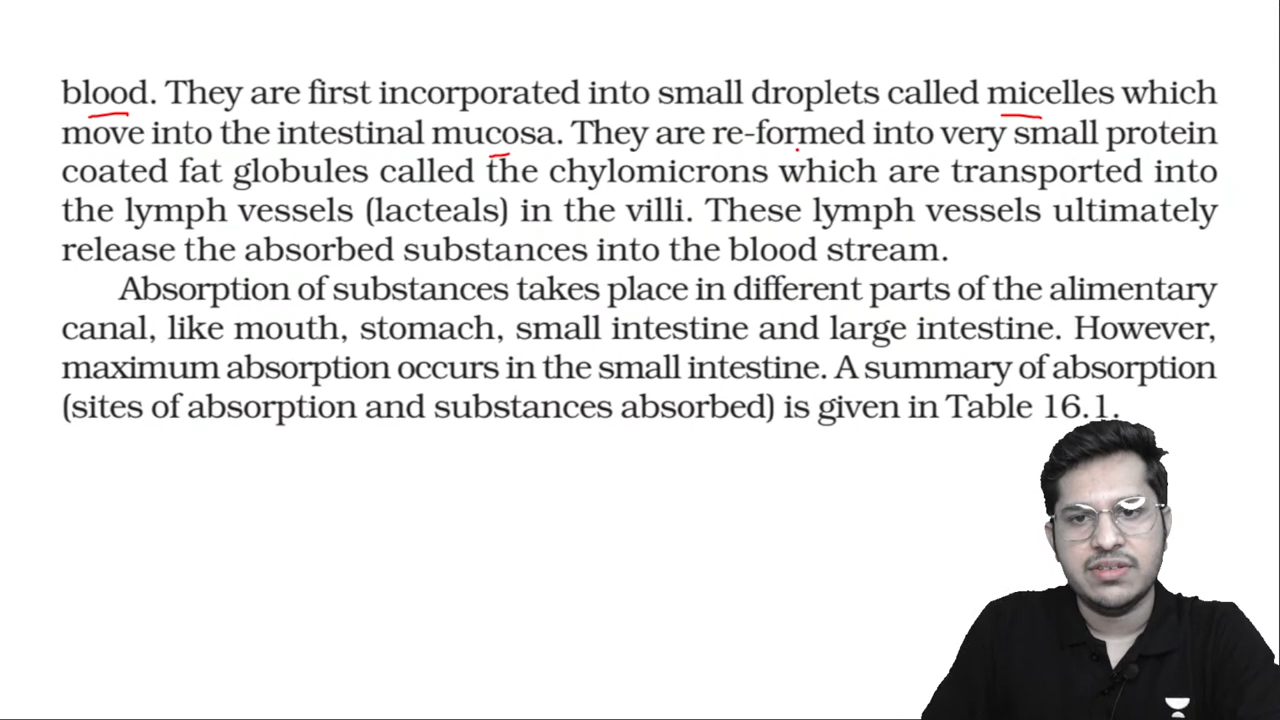 blood. They are first incorporated into small droplets called micelles which
move into the intestinal mucosa. They are re-formed into very small protein
coated fat globules called the chylomicrons which are transported into
the lymph vessels (lacteals) in the villi. These lymph vessels ultimately
release the absorbed substances into the blood stream.
Absorption of substances takes place in different parts of the alimentary
canal, like mouth, stomach, small intestine and large intestine. However,
maximum absorption occurs in the small intestine. A summary of absorption
(sites of absorption and substances absorbed) is given in Table 16.1.